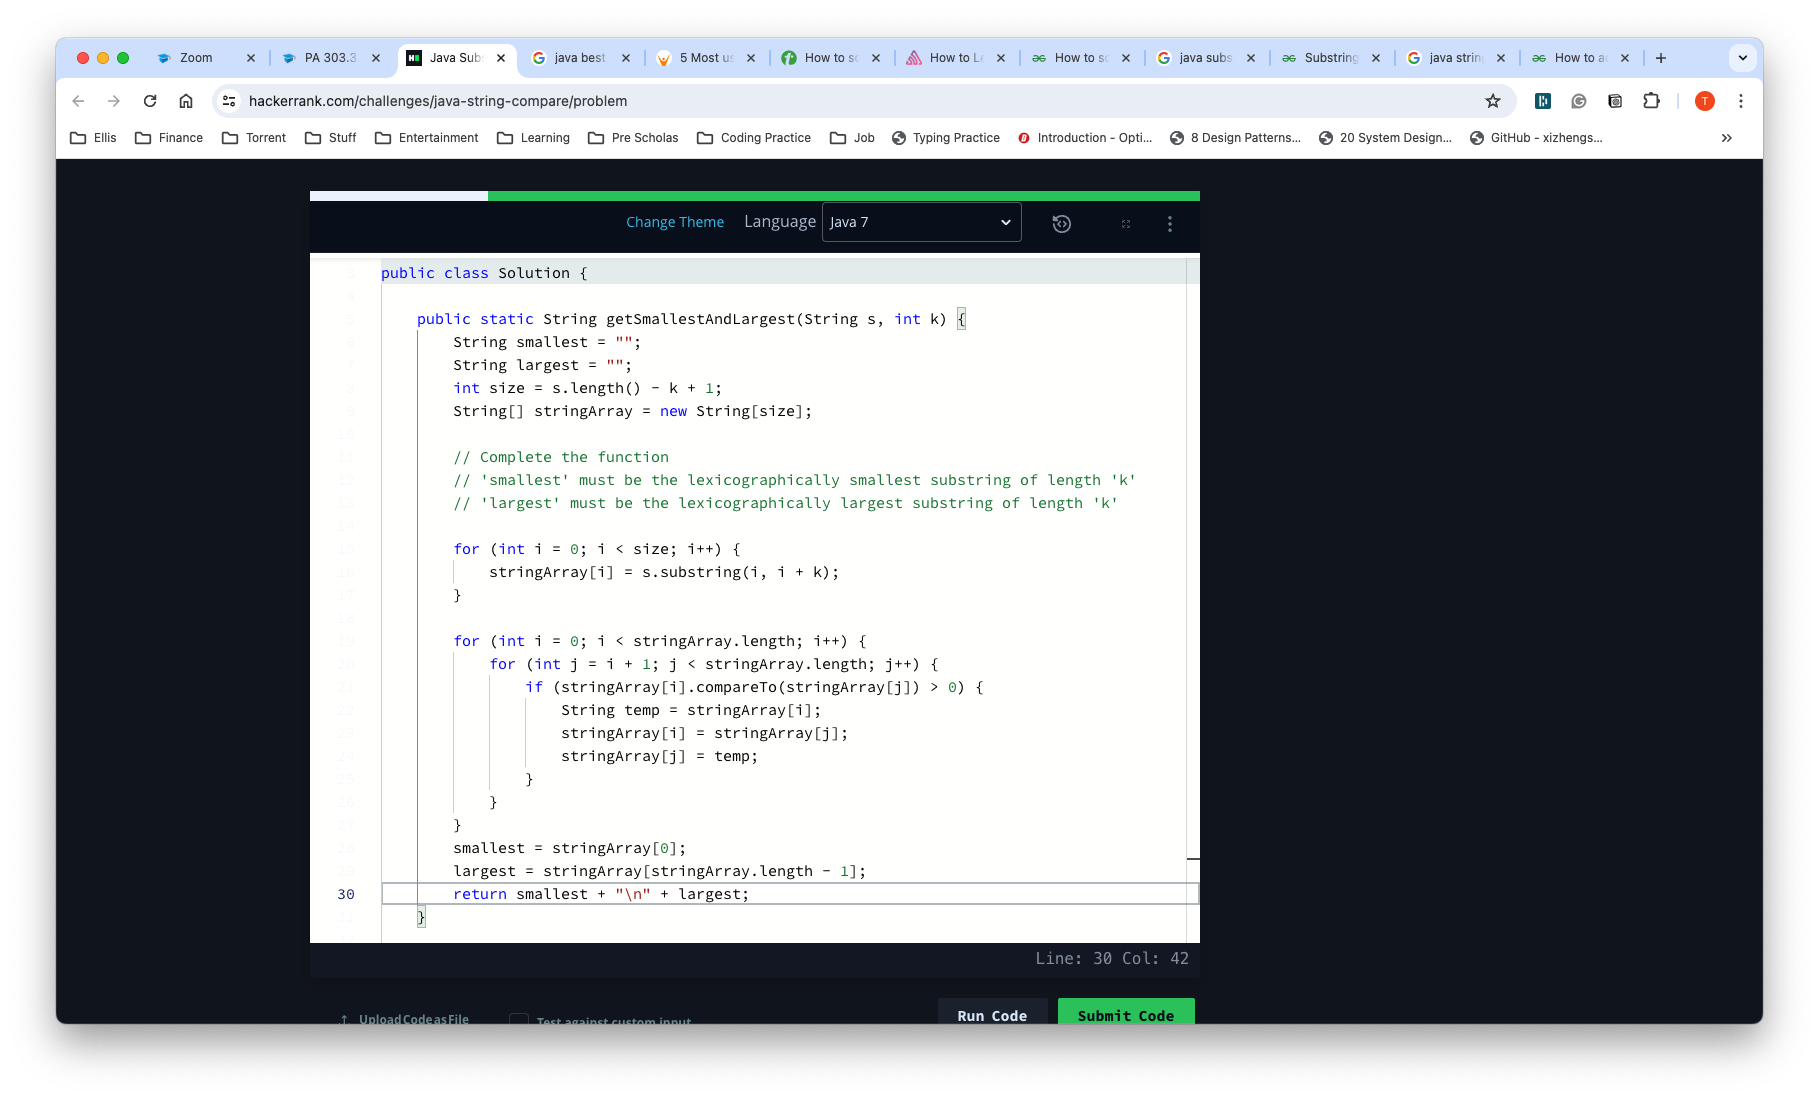 Zoom
PA 303.3
Java Sub
java best
5 Most us
How to so
How to Le
How to so
java subs
Substring
java strin
How to ac
hackerrank.com/challenges/java-string-compare/problem
T
Ellis
Finance
Torrent
Stuff
Entertainment
Learning
Pre Scholas
Coding Practice
Job
Typing Practice
Introduction - Opti...
8 Design Patterns...
20 System Design...
GitHub - xizhengs...
Change Theme
Language
Java 7
public class Solution {
public static String getSmallestAndLargest(String s, int k) {
String smallest = "";
String largest = "";
int size = s.length() - k + 1;
String[] stringArray = new String[size];
// Complete the function
// 'smallest' must be the lexicographically smallest substring of length 'k'
// 'largest' must be the lexicographically largest substring of length 'k'
for (int i = 0; i < size; i++) {
stringArray[i] = s.substring(i, i + k);
}
for (int i = 0; i < stringArray.length; i++) {
for (int j = i + 1; j < stringArray.length; j++) {
if (stringArray[i].compareTo(stringArray[j]) > 0) {
String temp = stringArray[i];
stringArray[i] = stringArray[j];
stringArray[j] = temp;
}
}
}
smallest = stringArray[0];
largest = stringArray[stringArray.length - 1];
30 return smallest + "\n" + largest;
}
Line: 30 Col: 42
Upload Code as File
Test against custom input
Run Code
Submit Code